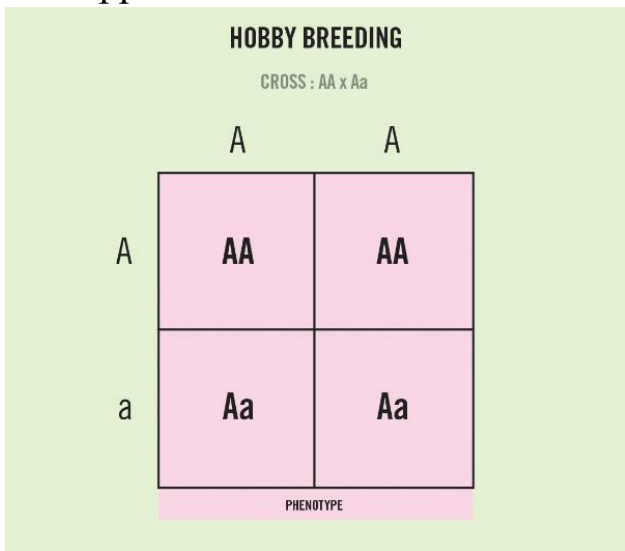 HOBBY BREEDING
CROSS : AA x Aa
A A
A AA AA
a Aa Aa
PHENOTYPE